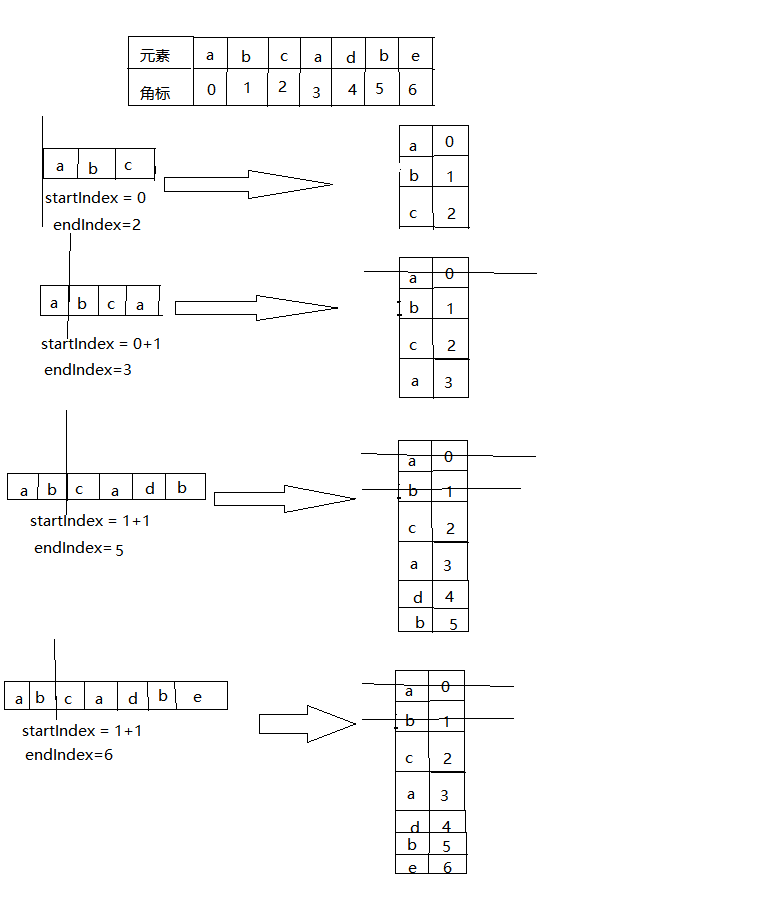 元素 a b c a d b e
角标 0 1 2 3 4 5 6
a b c
startIndex = 0
endIndex=2
a 0
b 1
c 2
a b c a
startIndex = 0+1
endIndex=3
a 0
b 1
c 2
a 3
a b c a d b
startIndex = 1+1
endIndex= 5
a 0
b 1
c 2
a 3
d 4
b 5
a b c a d b e
startIndex = 1+1
endIndex=6
a 0
b 1
c 2
a 3
d 4
b 5
e 6